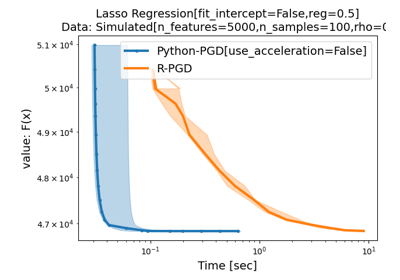 Lasso Regression[fit_intercept=False,reg=0.5]
Data: Simulated[n_features=5000,n_samples=100,rho=0
5.1 × 10⁴
Python-PGD[use_acceleration=False]
R-PGD
5 × 10⁴
4.9 × 10⁴
4.8 × 10⁴
4.7 × 10⁴
value: F(x)
10⁻¹
10⁰
10¹
Time [sec]